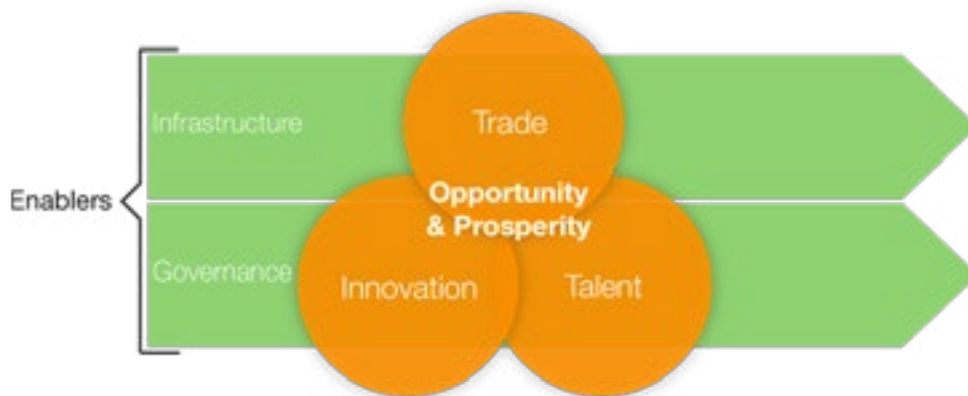 Infrastructure
Trade
Enablers
Opportunity
& Prosperity
Governance
Innovation
Talent